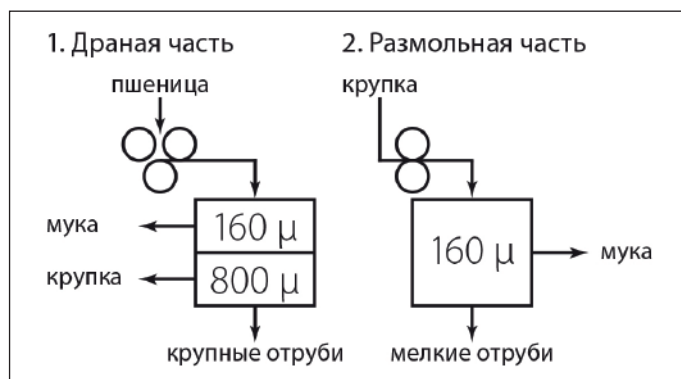 1. Драная часть
пшеница
160 μ
мука
800 μ
крупка
крупные отруби
2. Размольная часть
крупка
160 μ
мука
мелкие отруби